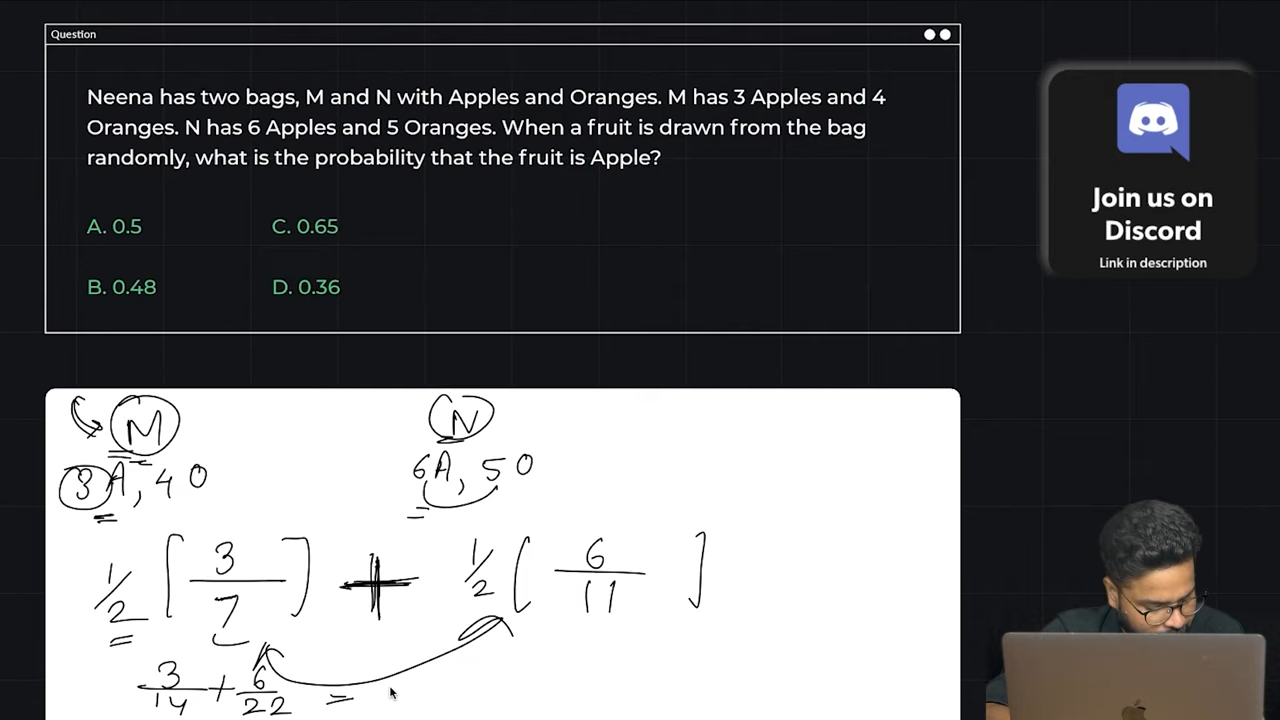 Question
Neena has two bags, M and N with Apples and Oranges. M has 3 Apples and 4
Oranges. N has 6 Apples and 5 Oranges. When a fruit is drawn from the bag
randomly, what is the probability that the fruit is Apple?
A. 0.5
C. 0.65
B. 0.48
D. 0.36
Join us on
Discord
Link in description
M
N
3A, 4O
6A, 5O
1/2 [ 3/7 ] + 1/2 [ 6/11 ]
3/14 + 6/22 =